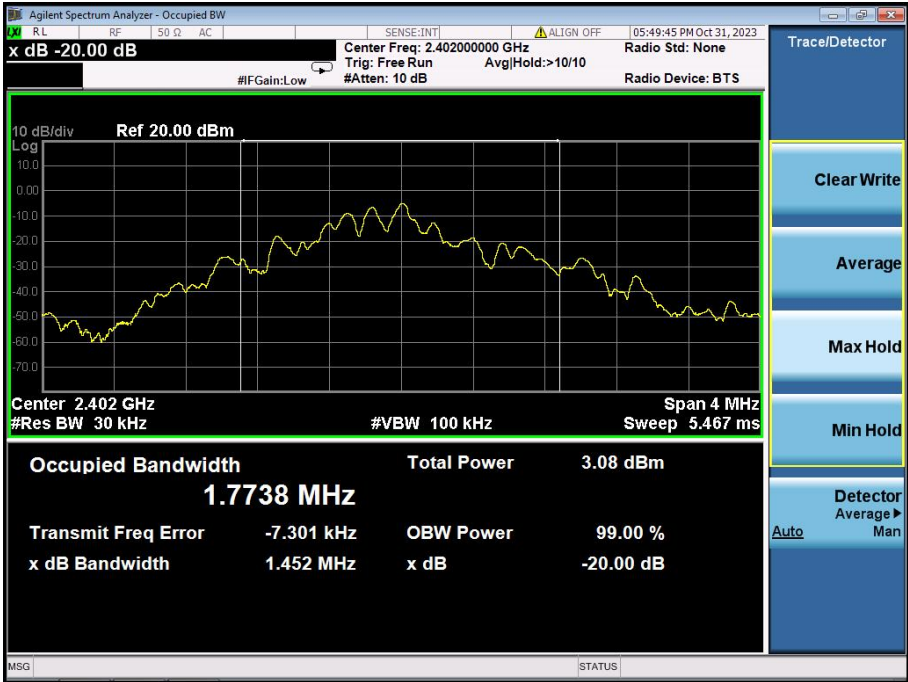 Agilent Spectrum Analyzer - Occupied BW
LXI RL RF 50 Ω AC SENSE:INT ALIGN OFF 05:49:45 PM Oct 31, 2023
x dB -20.00 dB
Center Freq: 2.402000000 GHz Radio Std: None
Trig: Free Run Avg|Hold:>10/10
#IFGain:Low #Atten: 10 dB Radio Device: BTS
10 dB/div Ref 20.00 dBm
Log
10.0
0.00
-10.0
-20.0
-30.0
-40.0
-50.0
-60.0
-70.0
Center 2.402 GHz Span 4 MHz
#Res BW 30 kHz #VBW 100 kHz Sweep 5.467 ms
Occupied Bandwidth Total Power 3.08 dBm
1.7738 MHz
Transmit Freq Error -7.301 kHz OBW Power 99.00 %
x dB Bandwidth 1.452 MHz x dB -20.00 dB
MSG STATUS
Trace/Detector
Clear Write
Average
Max Hold
Min Hold
Detector
Average
Auto Man